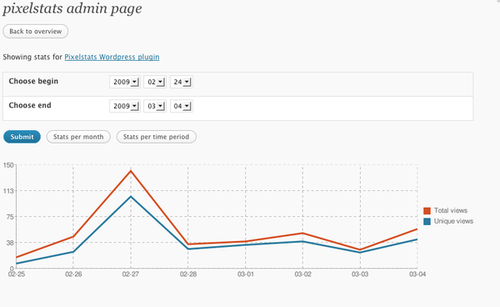 pixelstats admin page
Back to overview
Showing stats for Pixelstats Wordpress plugin
Choose begin 2009 02 24
Choose end 2009 03 04
Submit Stats per month Stats per time period
150
113
75
38
0
Total views
Unique views
02-25 02-26 02-27 02-28 03-01 03-02 03-03 03-04